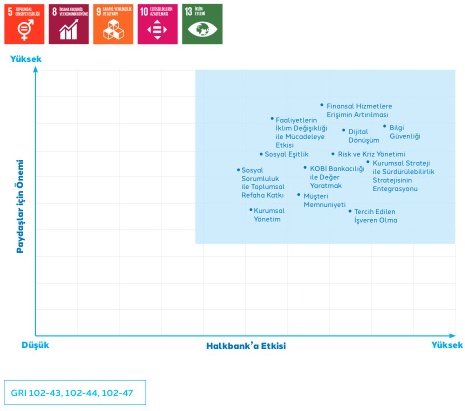 5 TOPLUMSAL CİNSİYET EŞİTLİĞİ
8 İNSANA YAKIŞIR İŞ VE EKONOMİK BÜYÜME
9 SANAYİ, YENİLİKÇİLİK VE ALTYAPI
10 EŞİTSİZLİKLERİN AZALTILMASI
13 İKLİM EYLEMİ
Yüksek
Paydaşlar için Önemi
Finansal Hizmetlere
Erişimin Artırılması
Faaliyetlerin
İklim Değişikliği
ile Mücadeleye
Etkisi
Dijital
Dönüşüm
Bilgi
Güvenliği
Sosyal Eşitlik
Risk ve Kriz Yönetimi
Kurumsal Strateji
ile Sürdürülebilirlik
Stratejisinin
Entegrasyonu
Sosyal
Sorumluluk
ile Toplumsal
Refaha Katkı
KOBİ Bankacılığı
ile Değer
Yaratmak
Müşteri
Memnuniyeti
Kurumsal
Yönetim
Tercih Edilen
İşveren Olma
Düşük
Halkbank'a Etkisi
Yüksek
GRI 102-43, 102-44, 102-47